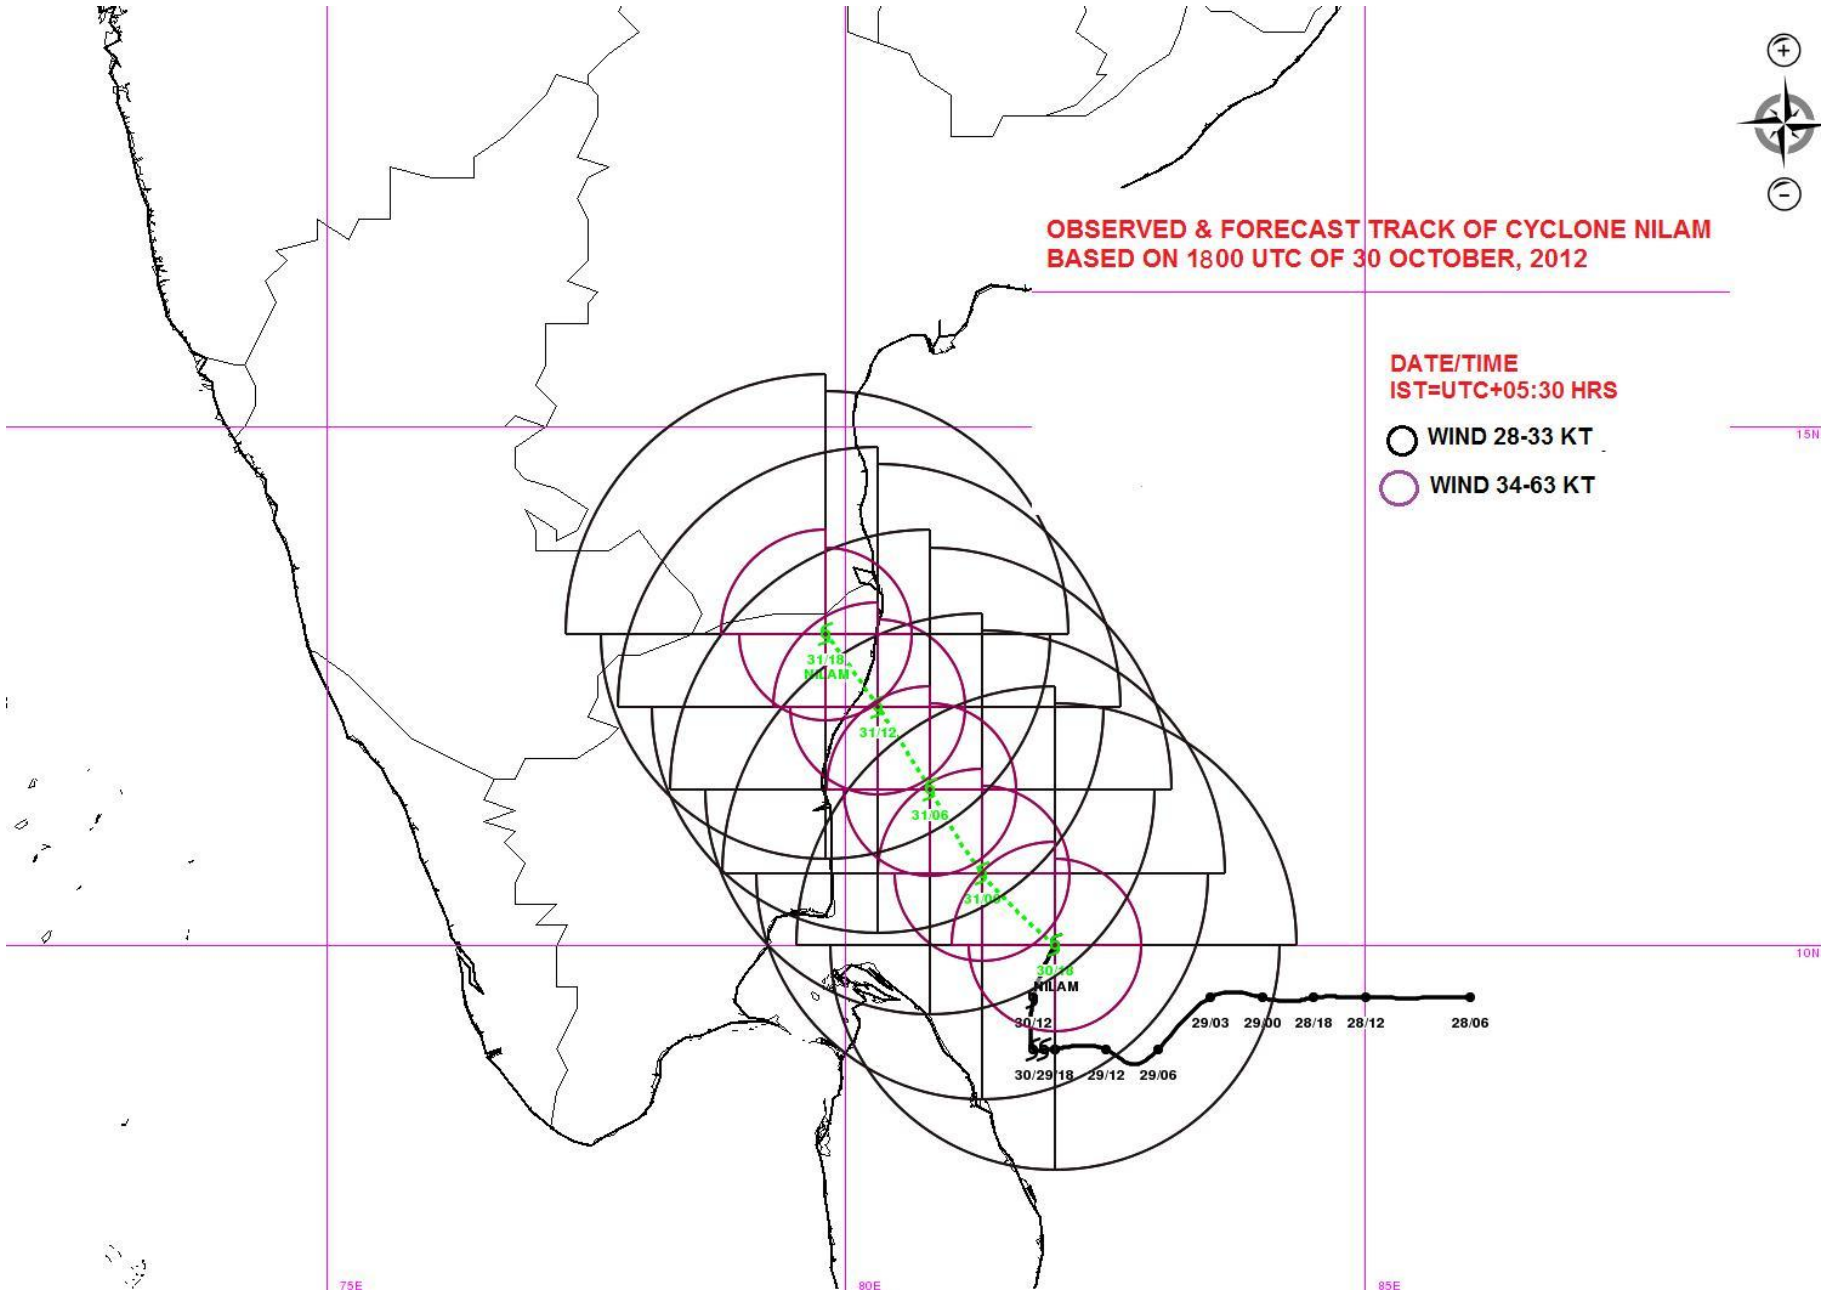 +
-
OBSERVED & FORECAST TRACK OF CYCLONE NILAM
BASED ON 1800 UTC OF 30 OCTOBER, 2012
DATE/TIME
IST=UTC+05:30 HRS
WIND 28-33 KT
WIND 34-63 KT
15N
31/18
NILAM
31/12
31/06
31/00
10N
30/18
NILAM
30/12
29/03
29/00
28/18
28/12
28/06
30/29/18
29/12
29/06
75E
80E
85E